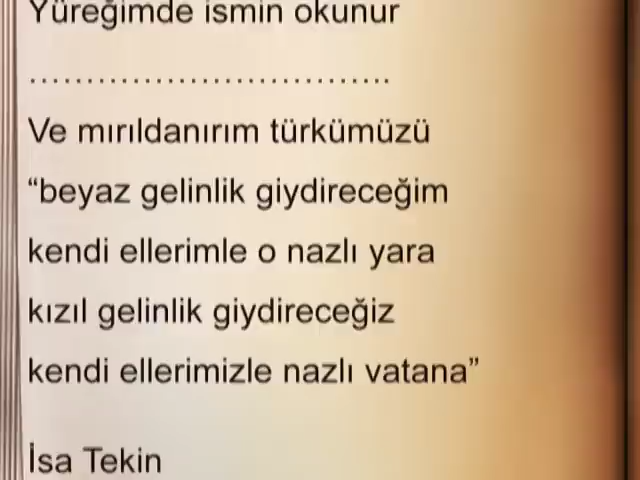 Yüreğimde ismin okunur
................................
Ve mırıldanırım türkümüzü
“beyaz gelinlik giydireceğim
kendi ellerimle o nazlı yara
kızıl gelinlik giydireceğiz
kendi ellerimizle nazlı vatana”
İsa Tekin